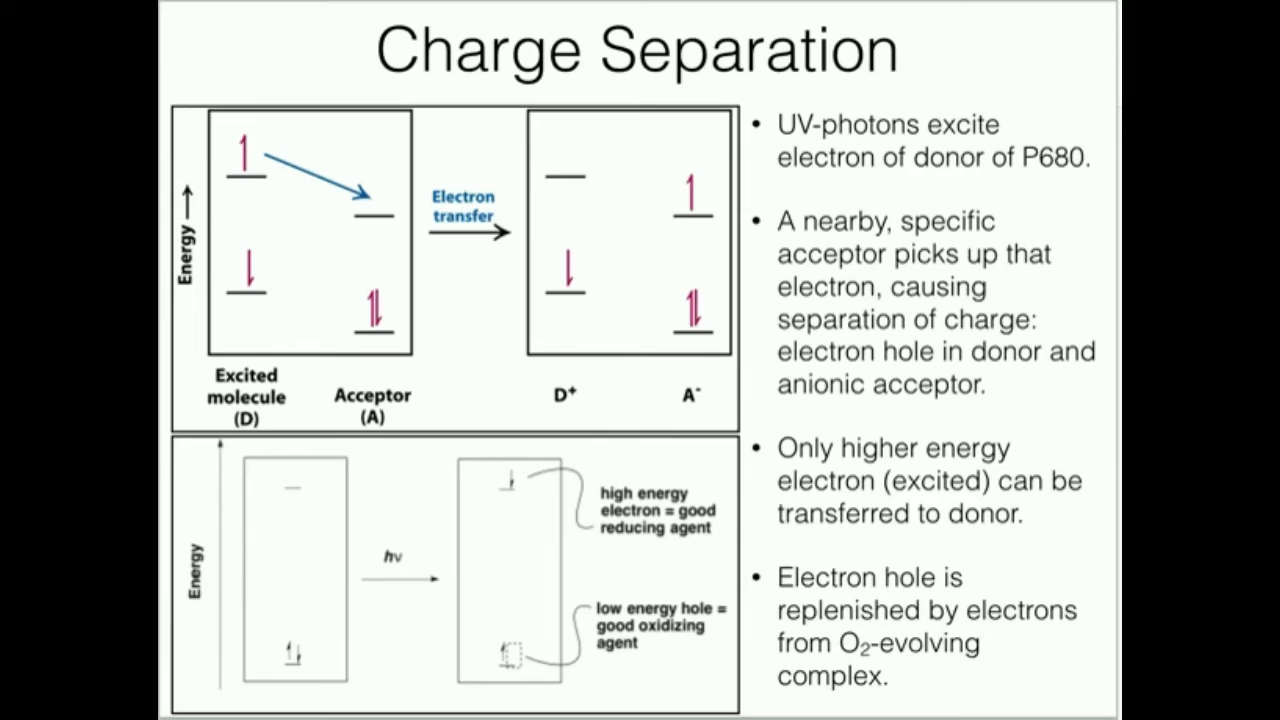 Charge Separation
Energy
Electron
transfer
Excited
molecule
(D)
Acceptor
(A)
D⁺
A⁻
Energy
hν
high energy
electron = good
reducing agent
low energy hole =
good oxidizing
agent
• UV-photons excite
electron of donor of P680.
• A nearby, specific
acceptor picks up that
electron, causing
separation of charge:
electron hole in donor and
anionic acceptor.
• Only higher energy
electron (excited) can be
transferred to donor.
• Electron hole is
replenished by electrons
from O₂-evolving
complex.